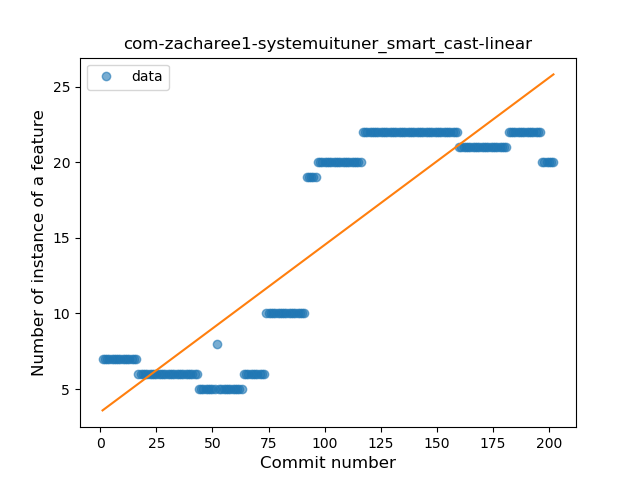 com-zacharee1-systemuituner_smart_cast-linear
data
Number of instance of a feature
25
20
15
10
5
0 25 50 75 100 125 150 175 200
Commit number